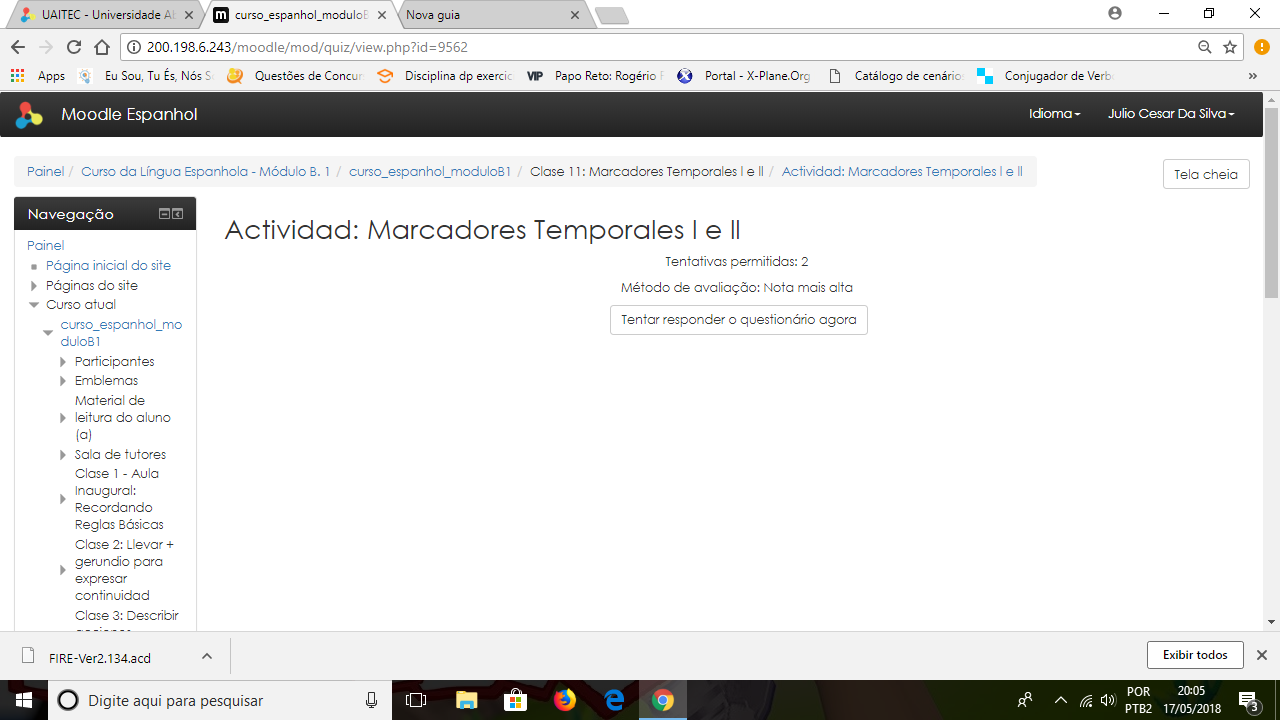 UAITEC - Universidade Ab
curso_espanhol_moduloB
Nova guia
200.198.6.243/moodle/mod/quiz/view.php?id=9562
Apps
Eu Sou, Tu És, Nós S
Questões de Concur
Disciplina dp exercic
VIP
Papo Reto: Rogério F
Portal - X-Plane.Org
Catálogo de cenário
Conjugador de Verb
»
Moodle Espanhol
Idioma
Julio Cesar Da Silva
Painel / Curso da Língua Espanhola - Módulo B. 1 / curso_espanhol_moduloB1 / Clase 11: Marcadores Temporales I e II / Actividad: Marcadores Temporales I e II
Tela cheia
Navegação
Painel
Página inicial do site
Páginas do site
Curso atual
curso_espanhol_mo
duloB1
Participantes
Emblemas
Material de
leitura do aluno
(a)
Sala de tutores
Clase 1 - Aula
Inaugural:
Recordando
Reglas Básicas
Clase 2: Llevar +
gerundio para
expresar
continuidad
Clase 3: Describir
Actividad: Marcadores Temporales I e II
Tentativas permitidas: 2
Método de avaliação: Nota mais alta
Tentar responder o questionário agora
FIRE-Ver2.134.acd
Exibir todos
Digite aqui para pesquisar
POR
PTB2
20:05
17/05/2018
3